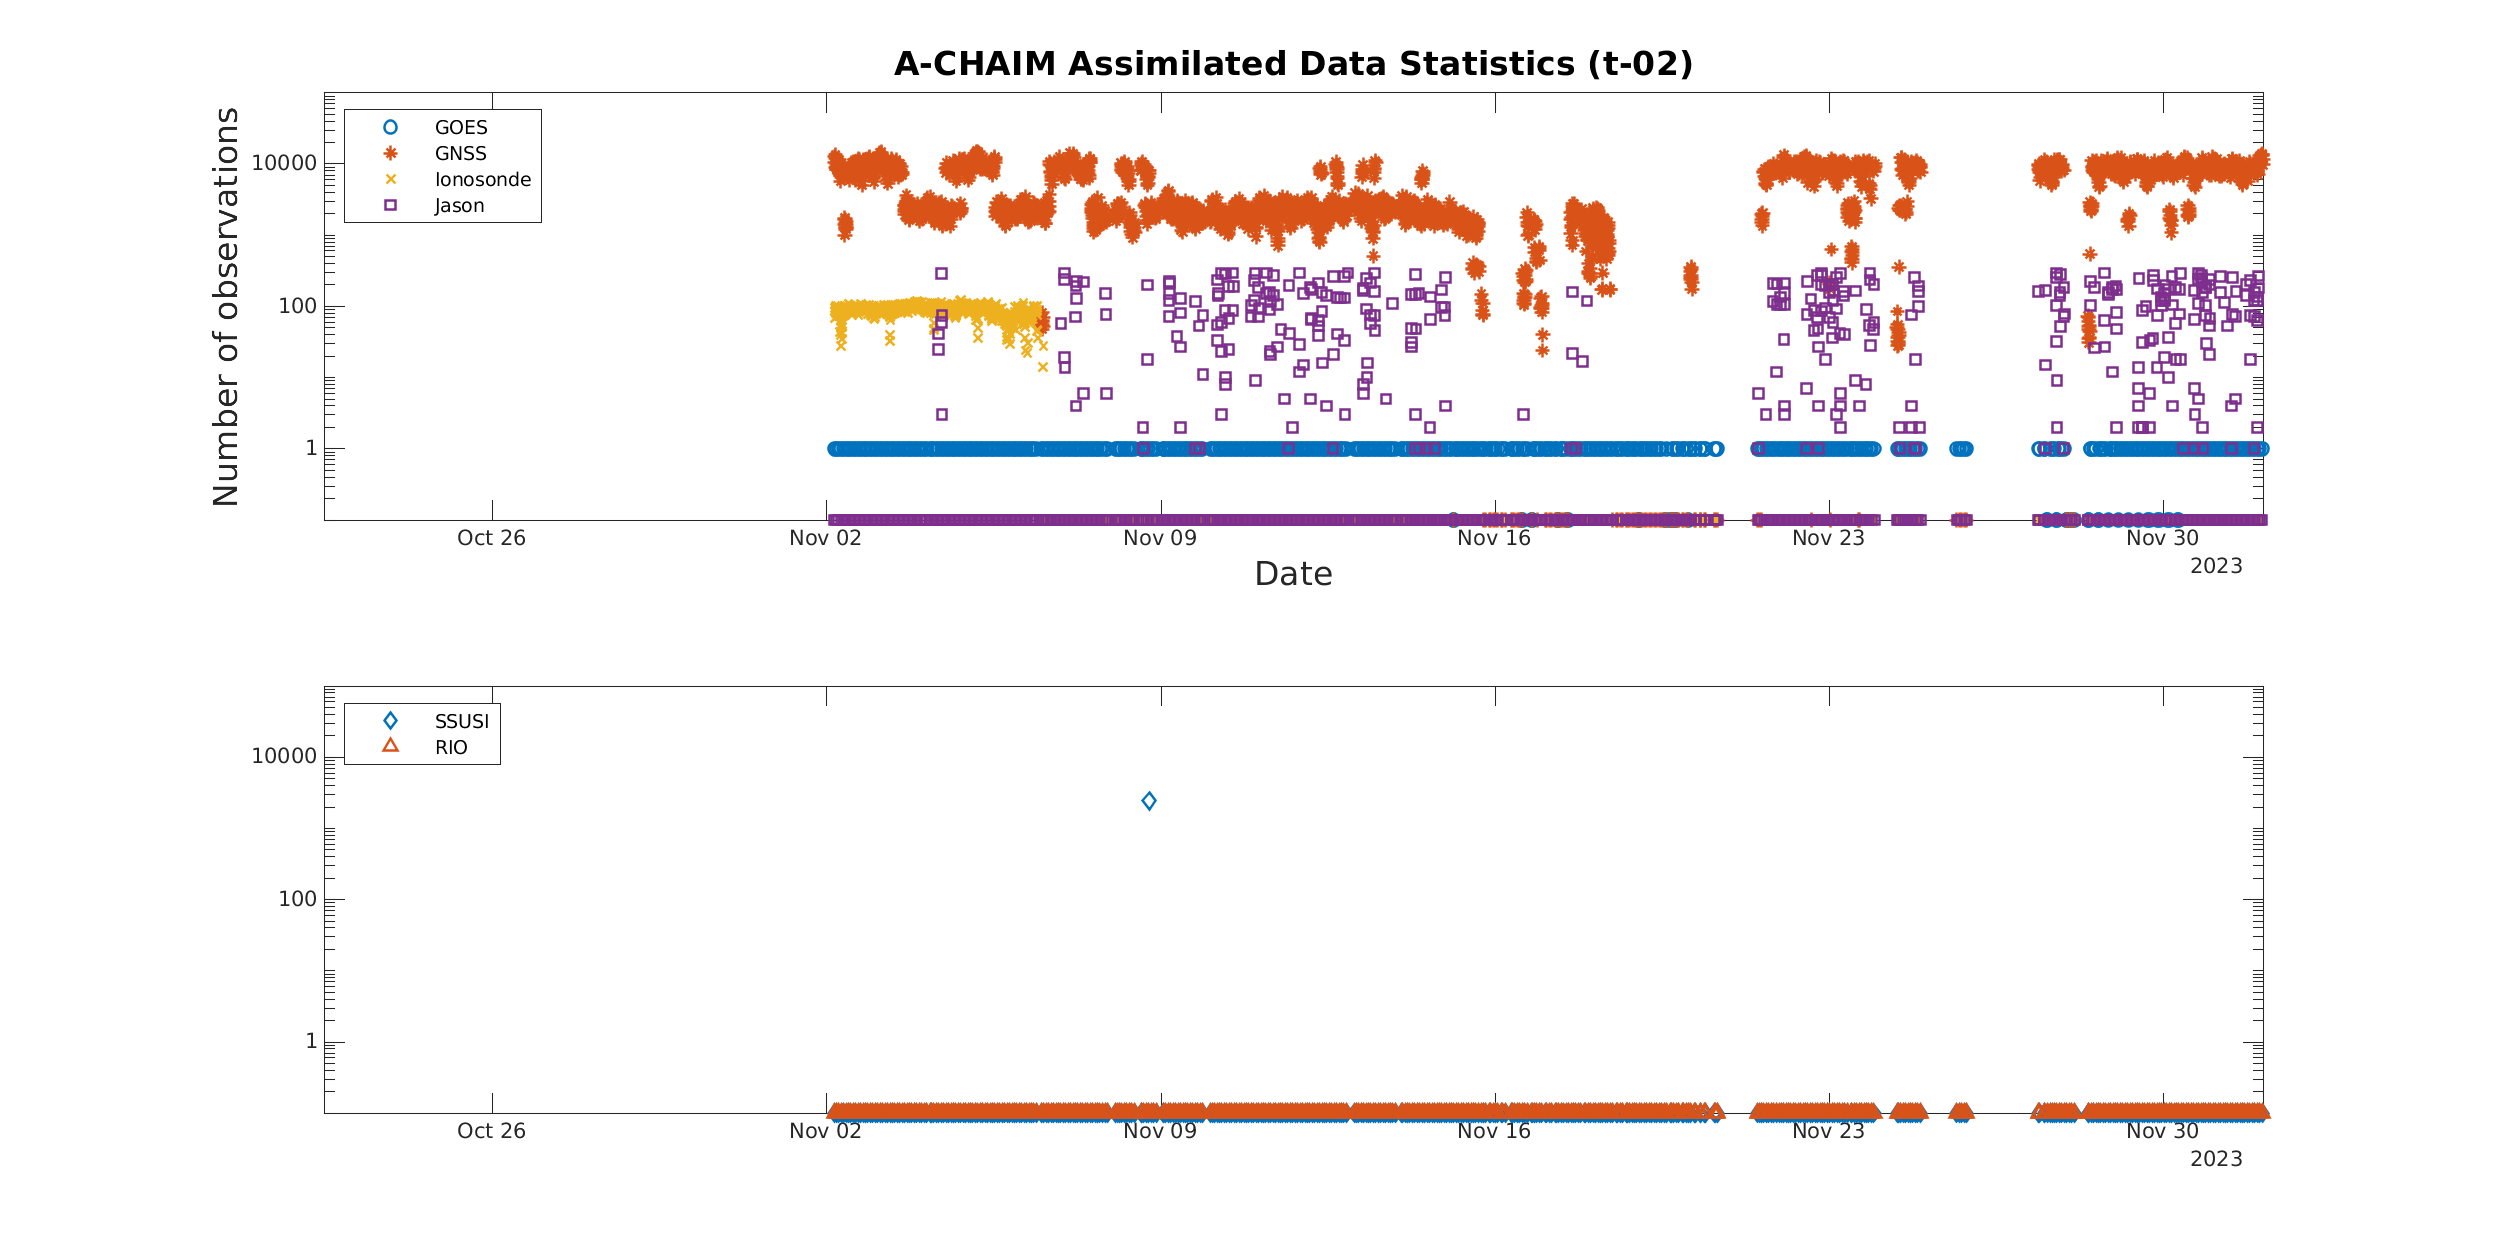 A-CHAIM Assimilated Data Statistics (t-02)
GOES
GNSS
Ionosonde
Jason
Number of observations
10000
100
1
Oct 26
Nov 02
Nov 09
Nov 16
Nov 23
Nov 30
2023
Date
SSUSI
RIO
10000
100
1
Oct 26
Nov 02
Nov 09
Nov 16
Nov 23
Nov 30
2023